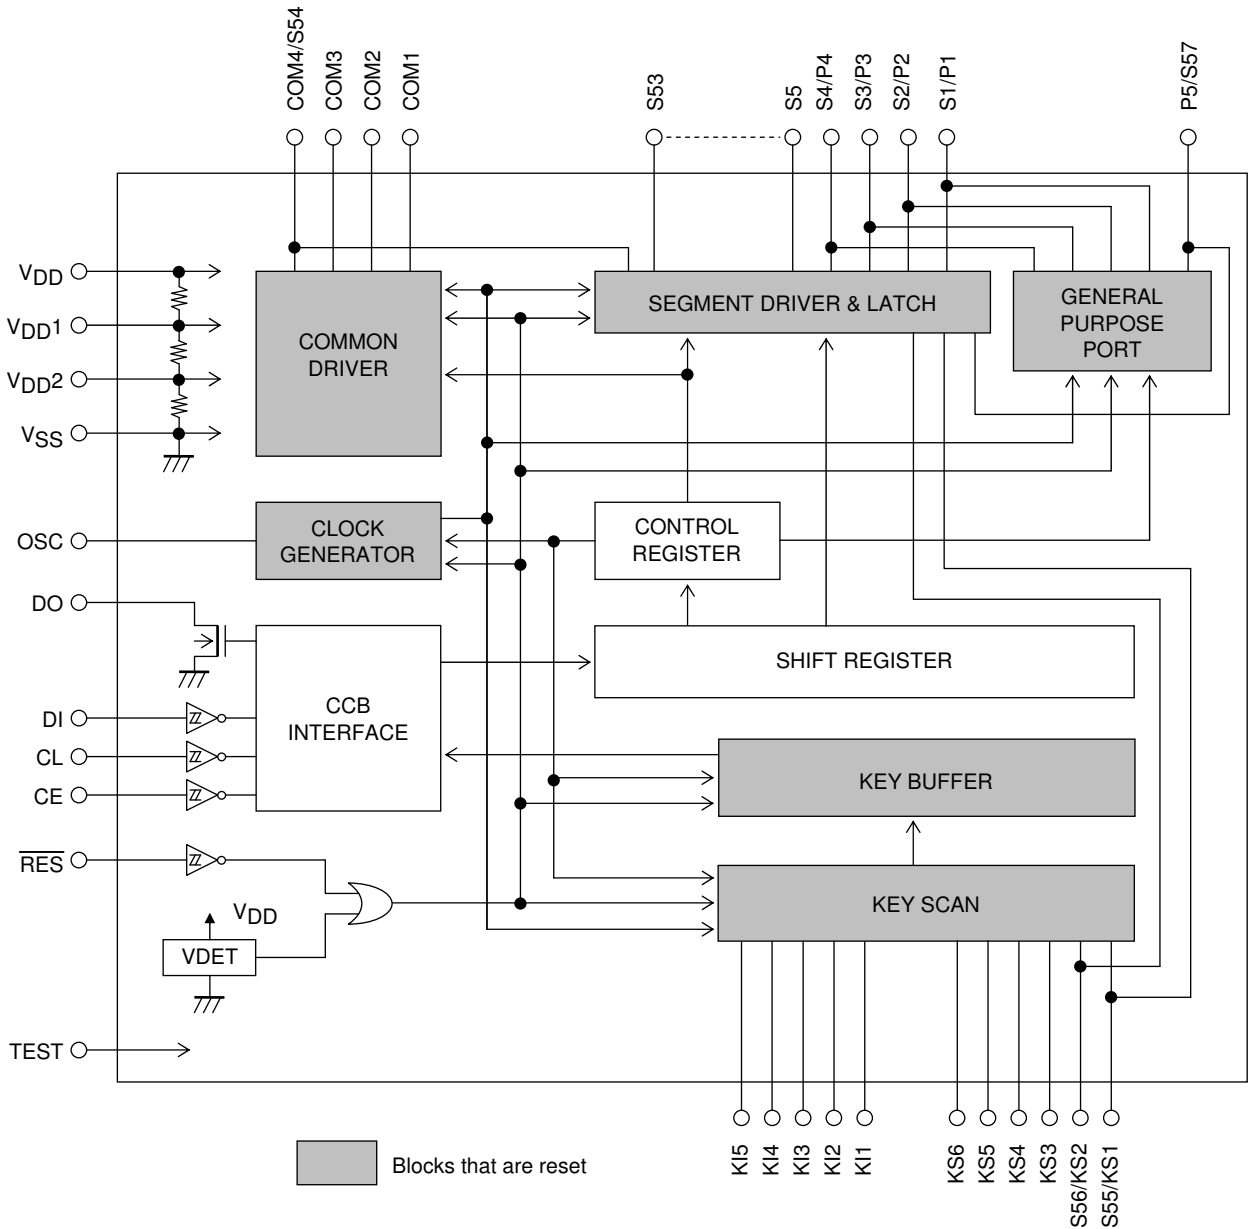 COM4/S54
COM3
COM2
COM1
S53
S5
S4/P4
S3/P3
S2/P2
S1/P1
P5/S57
VDD
VDD1
VDD2
VSS
COMMON
DRIVER
SEGMENT DRIVER & LATCH
GENERAL
PURPOSE
PORT
OSC
CLOCK
GENERATOR
CONTROL
REGISTER
DO
CCB
INTERFACE
SHIFT REGISTER
DI
CL
CE
KEY BUFFER
RES
KEY SCAN
VDD
VDET
TEST
KI5
KI4
KI3
KI2
KI1
KS6
KS5
KS4
KS3
S56/KS2
S55/KS1
Blocks that are reset